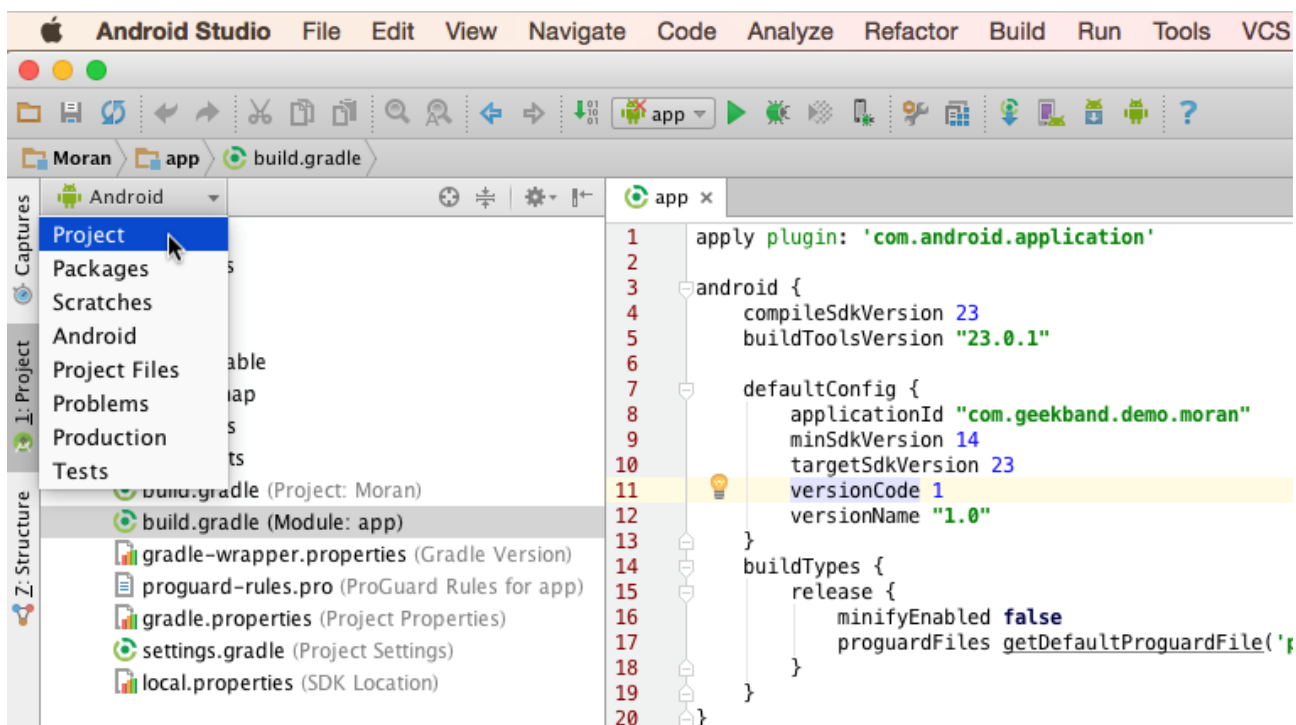 Android Studio File Edit View Navigate Code Analyze Refactor Build Run Tools VCS
app
?
Moran app build.gradle
Captures
1: Project
Z: Structure
Android
Project
Packages
Scratches
Android
Project Files
Problems
Production
Tests
s
able
ap
s
ts
build.gradle (Project: Moran)
build.gradle (Module: app)
gradle-wrapper.properties (Gradle Version)
proguard-rules.pro (ProGuard Rules for app)
gradle.properties (Project Properties)
settings.gradle (Project Settings)
local.properties (SDK Location)
app ×
1 apply plugin: 'com.android.application'
2
3 android {
4 compileSdkVersion 23
5 buildToolsVersion "23.0.1"
6
7 defaultConfig {
8 applicationId "com.geekband.demo.moran"
9 minSdkVersion 14
10 targetSdkVersion 23
11 versionCode 1
12 versionName "1.0"
13 }
14 buildTypes {
15 release {
16 minifyEnabled false
17 proguardFiles getDefaultProguardFile('p
18 }
19 }
20 }